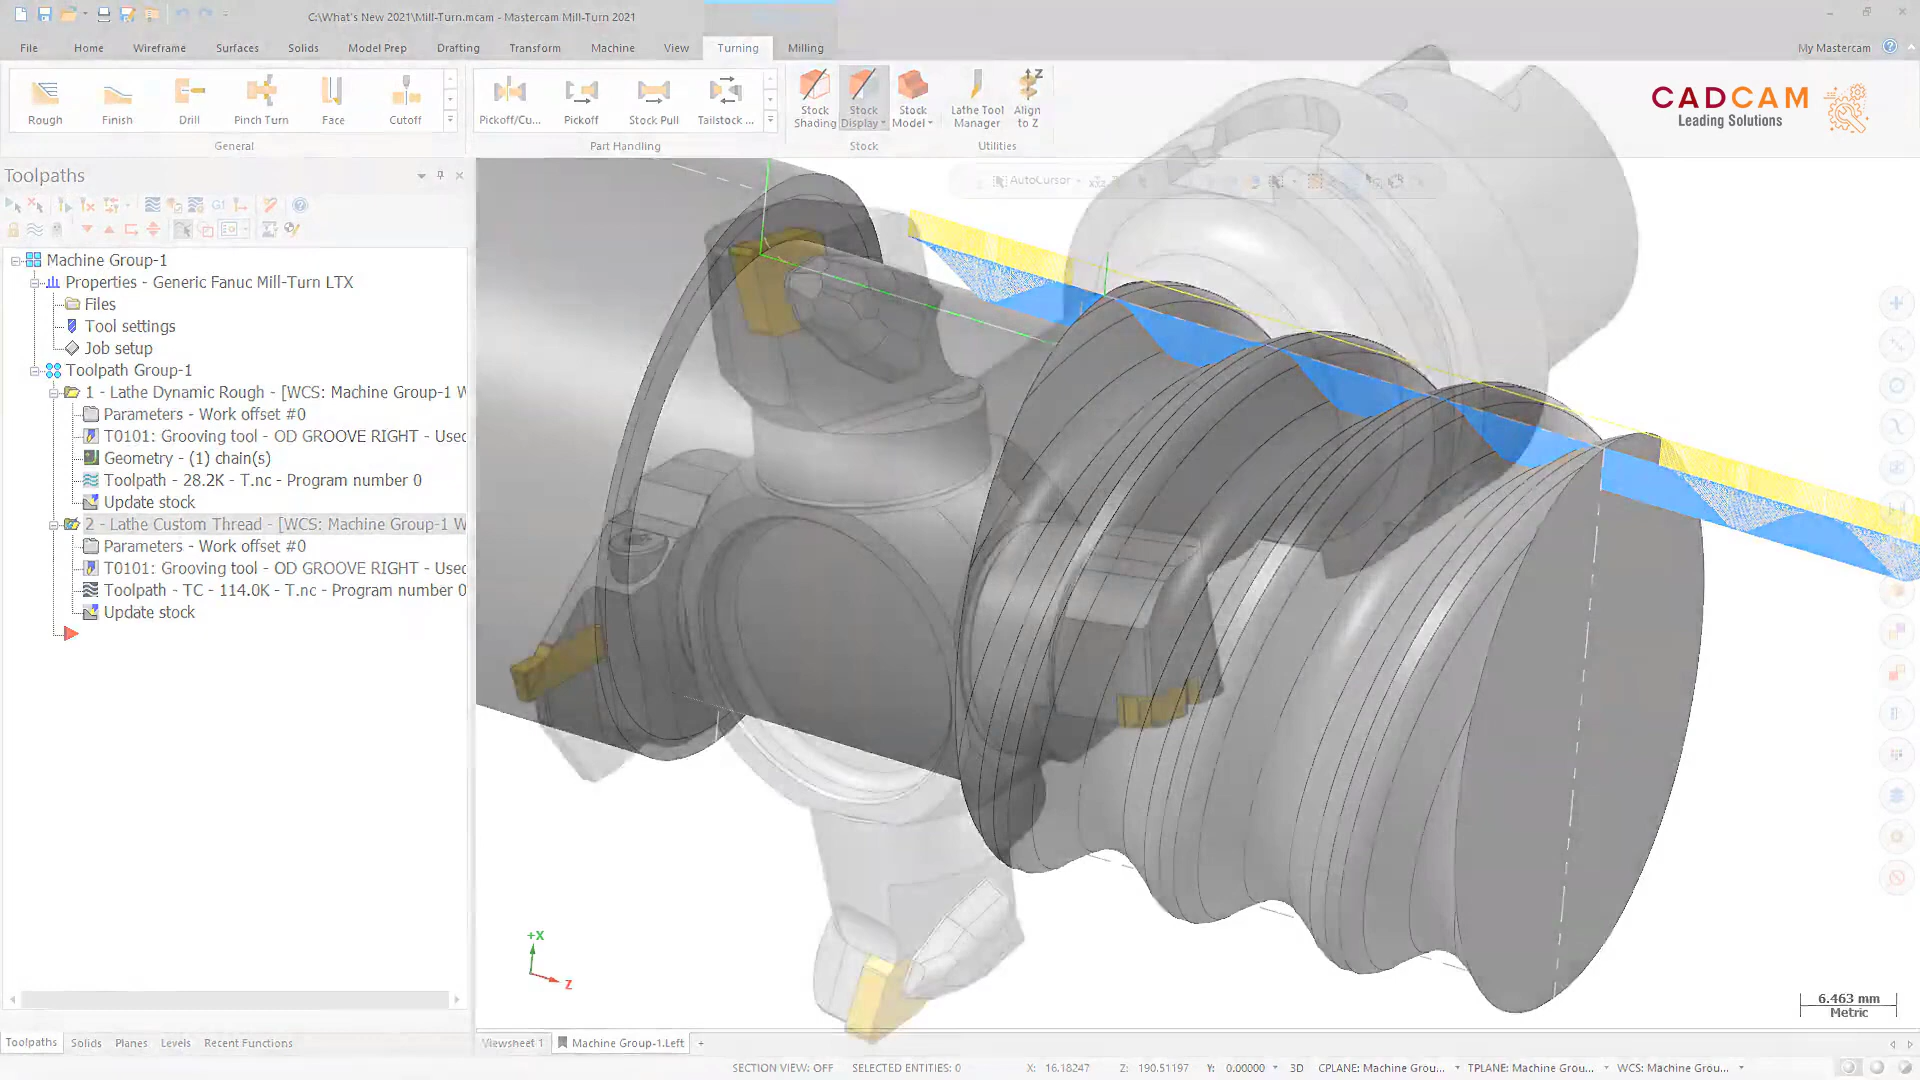 C:\What's New 2021\Mill-Turn.mcam - Mastercam Mill-Turn 2021
File Home Wireframe Surfaces Solids Model Prep Drafting Transform Machine View Turning Milling My Mastercam
Rough Finish Drill Pinch Turn Face Cutoff
Pickoff/Cu... Pickoff Stock Pull Tailstock ...
Stock Shading
Stock Display
Stock Model
Lathe Tool Manager
Align to Z
General Part Handling Stock Utilities
CADCAM
Leading Solutions
Toolpaths
AutoCursor
Machine Group-1
Properties - Generic Fanuc Mill-Turn LTX
Files
Tool settings
Job setup
Toolpath Group-1
1 - Lathe Dynamic Rough - [WCS: Machine Group-1 W
Parameters - Work offset #0
T0101: Grooving tool - OD GROOVE RIGHT - Used
Geometry - (1) chain(s)
Toolpath - 28.2K - T.nc - Program number 0
Update stock
2 - Lathe Custom Thread - [WCS: Machine Group-1 W
Parameters - Work offset #0
T0101: Grooving tool - OD GROOVE RIGHT - Used
Toolpath - TC - 114.0K - T.nc - Program number 0
Update stock
+X
Z
6.463 mm
Metric
Toolpaths Solids Planes Levels Recent Functions
Viewsheet 1 Machine Group-1.Left +
SECTION VIEW: OFF SELECTED ENTITIES: 0 X: 16.18247 Z: 190.51197 Y: 0.00000 3D CPLANE: Machine Grou... TPLANE: Machine Grou... WCS: Machine Grou...